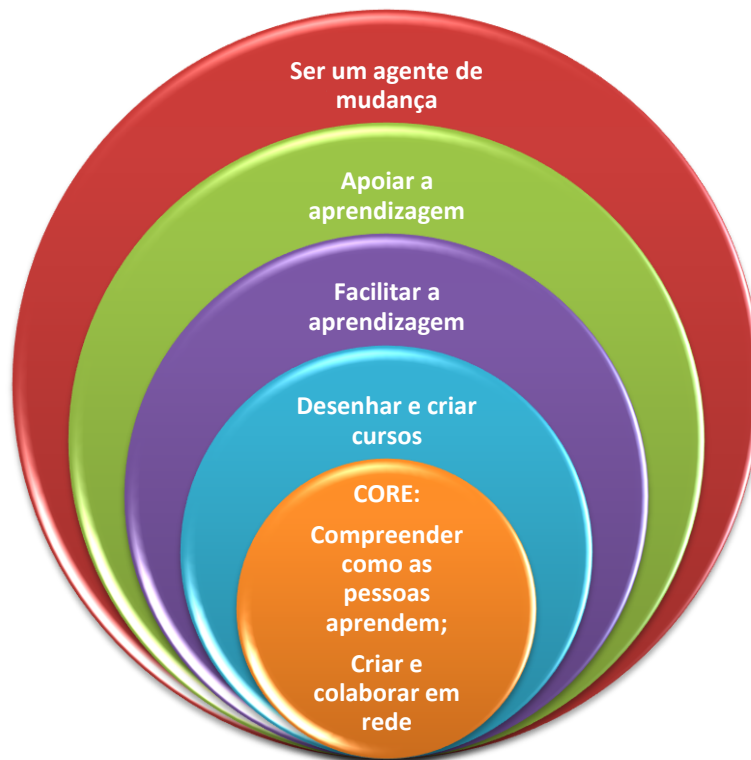 Ser um agente de
mudança
Apoiar a
aprendizagem
Facilitar a
aprendizagem
Desenhar e criar
cursos
CORE:
Compreender
como as
pessoas
aprendem;
Criar e
colaborar em
rede